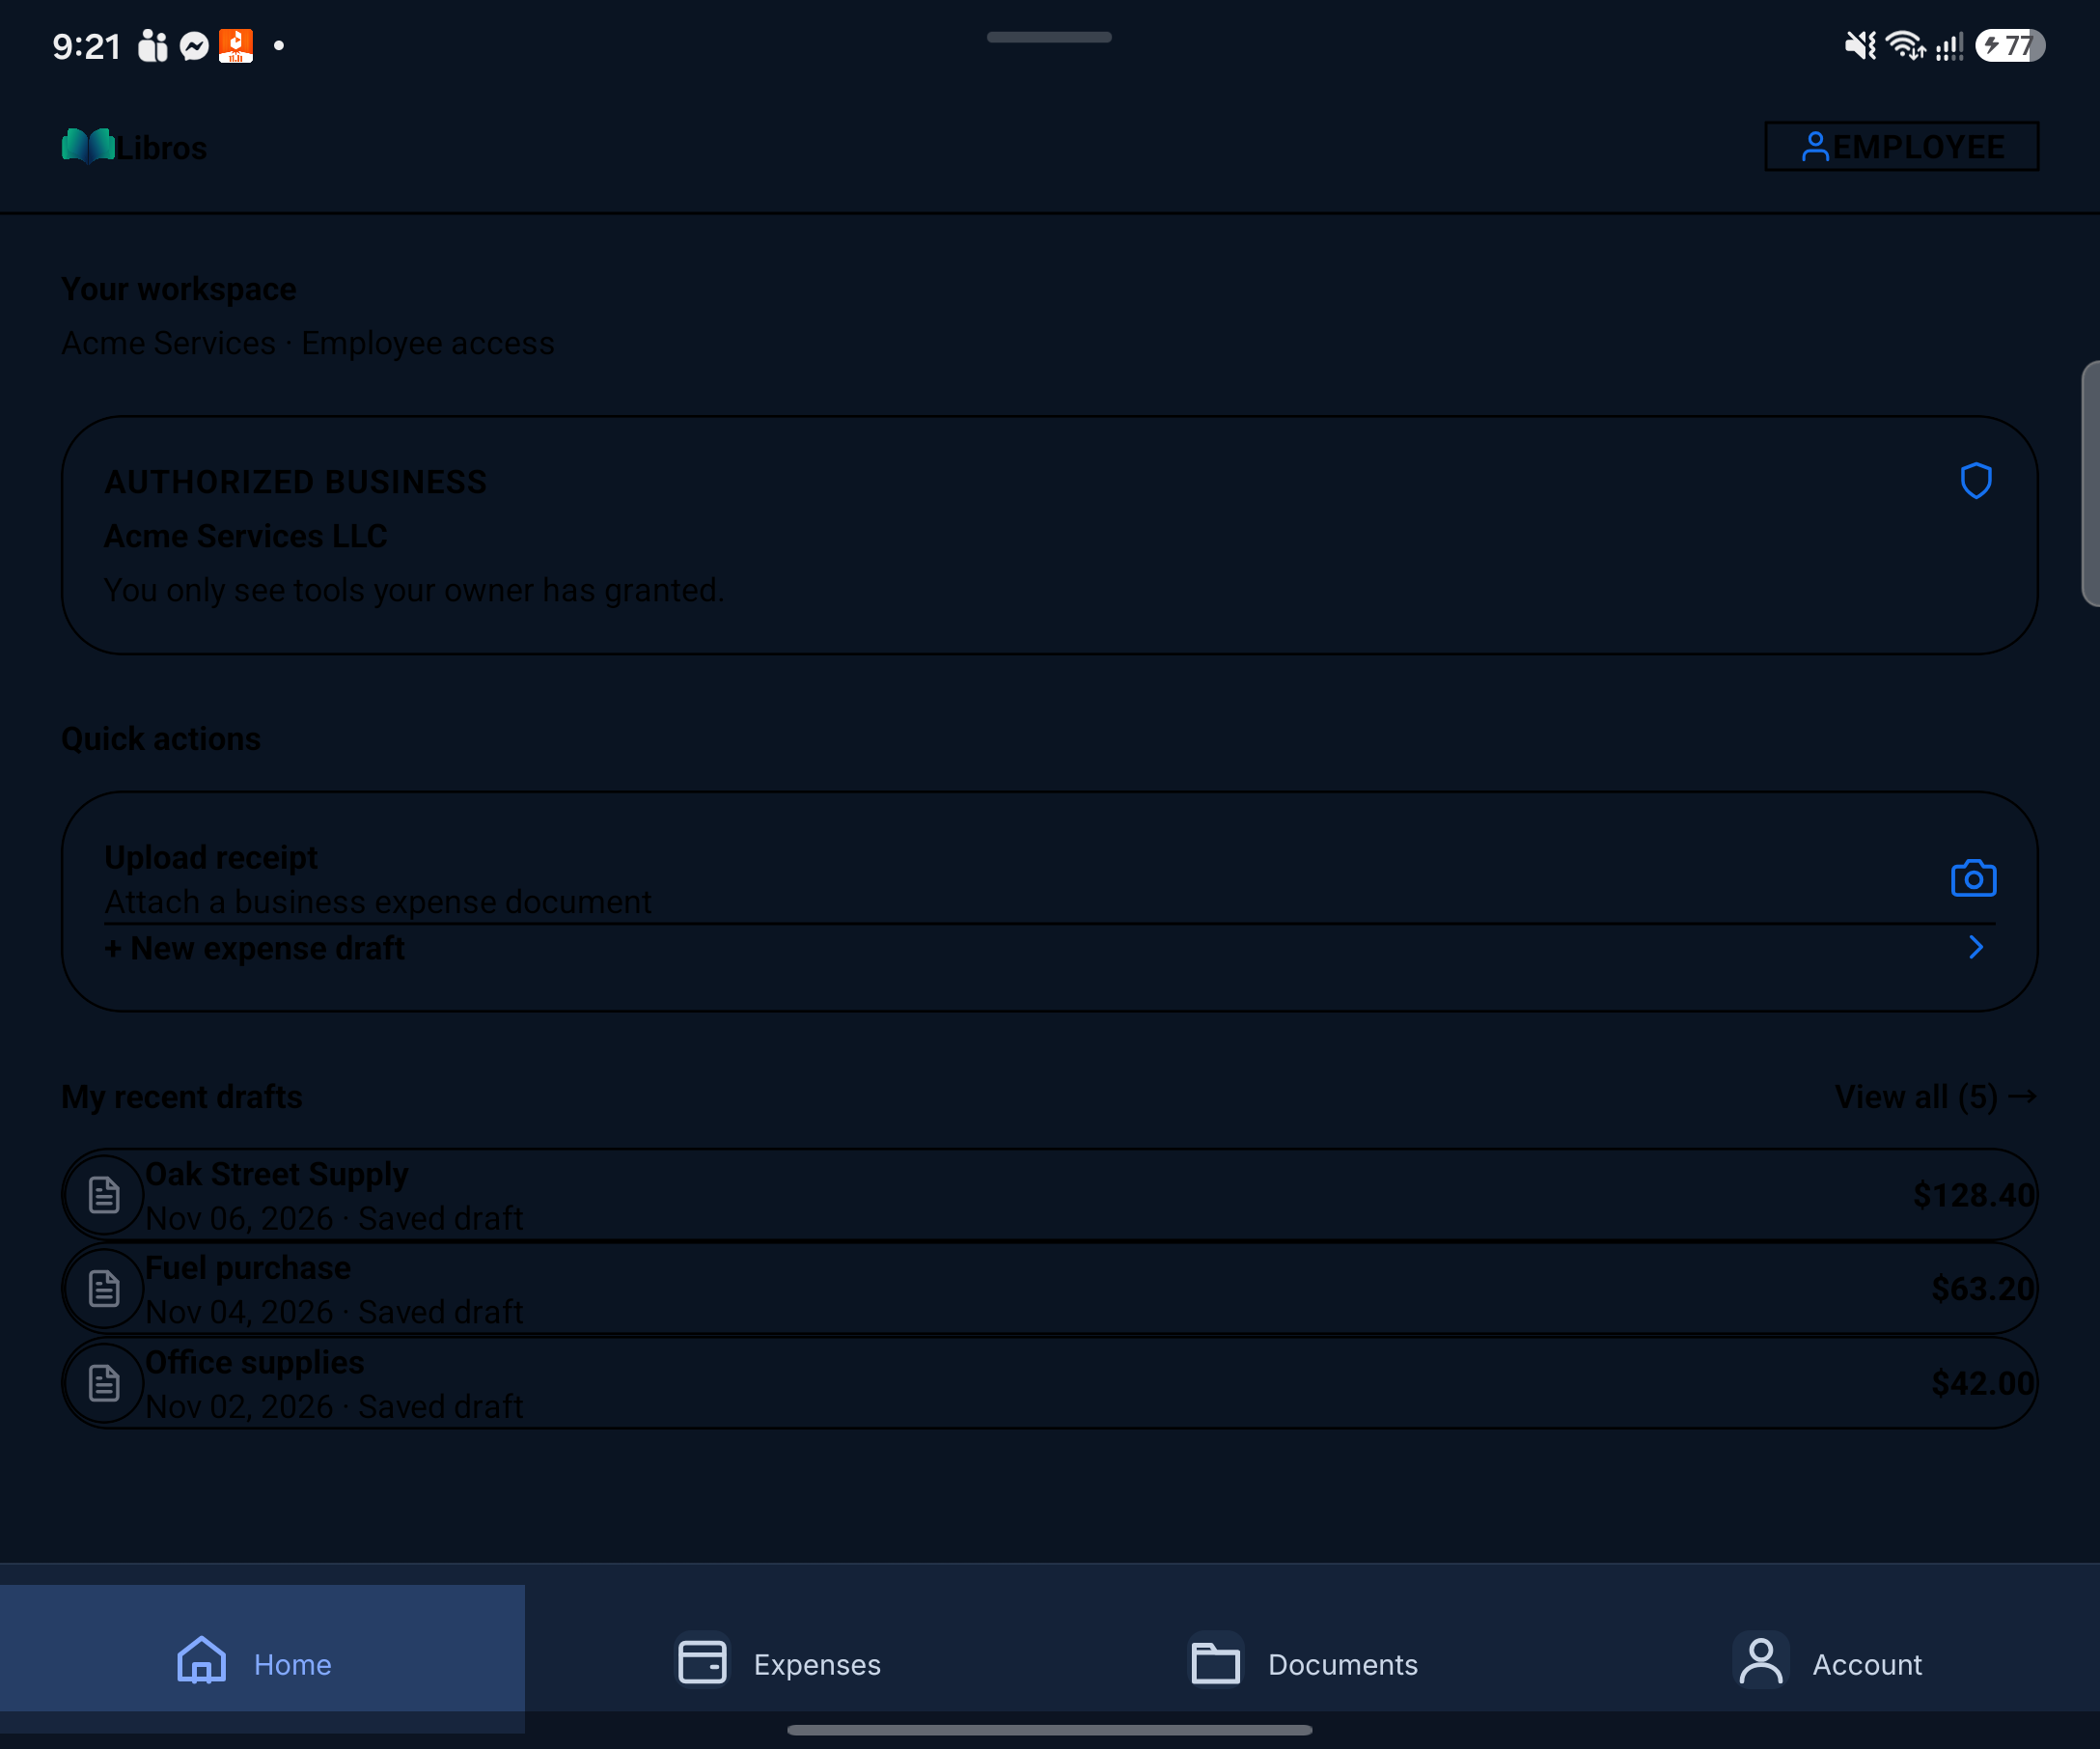 9:21
77
Libros
EMPLOYEE
Your workspace
Acme Services · Employee access
AUTHORIZED BUSINESS
Acme Services LLC
You only see tools your owner has granted.
Quick actions
Upload receipt
Attach a business expense document
+ New expense draft
My recent drafts
View all (5) →
Oak Street Supply
Nov 06, 2026 · Saved draft
$128.40
Fuel purchase
Nov 04, 2026 · Saved draft
$63.20
Office supplies
Nov 02, 2026 · Saved draft
$42.00
Home
Expenses
Documents
Account